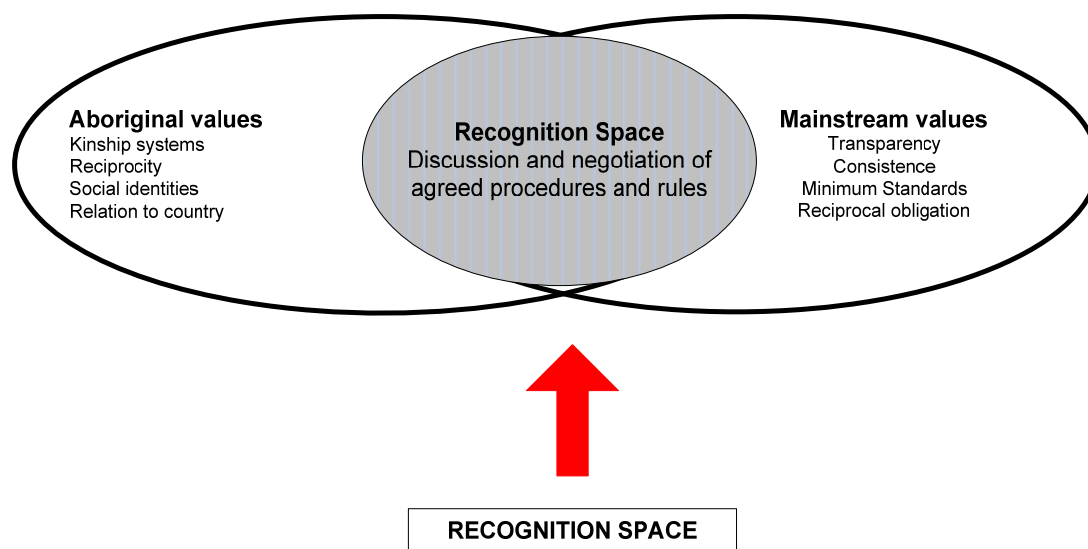 Aboriginal values
Kinship systems
Reciprocity
Social identities
Relation to country
Recognition Space
Discussion and negotiation of
agreed procedures and rules
Mainstream values
Transparency
Consistence
Minimum Standards
Reciprocal obligation
RECOGNITION SPACE